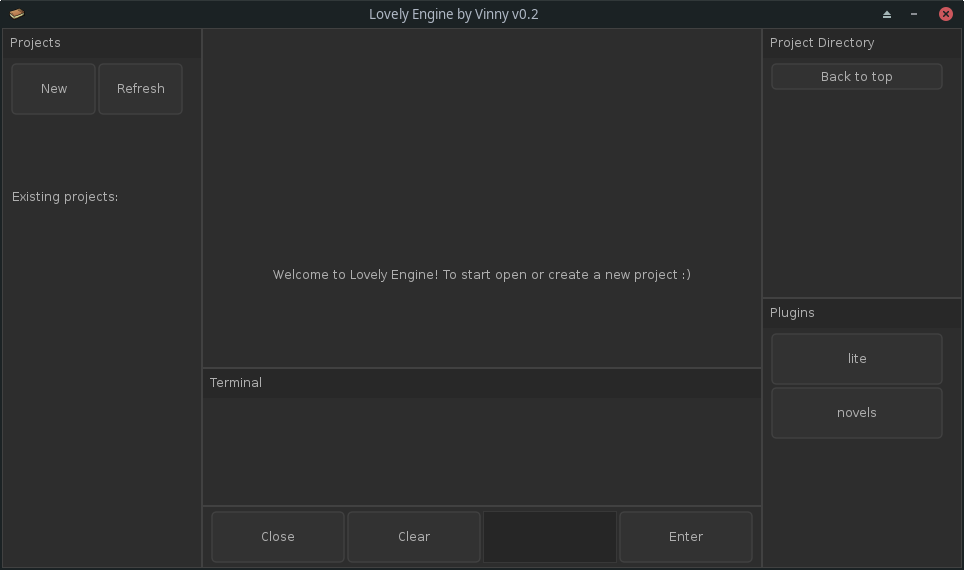 Lovely Engine by Vinny v0.2
Projects
New
Refresh
Existing projects:
Welcome to Lovely Engine! To start open or create a new project :)
Terminal
Close
Clear
Enter
Project Directory
Back to top
Plugins
lite
novels